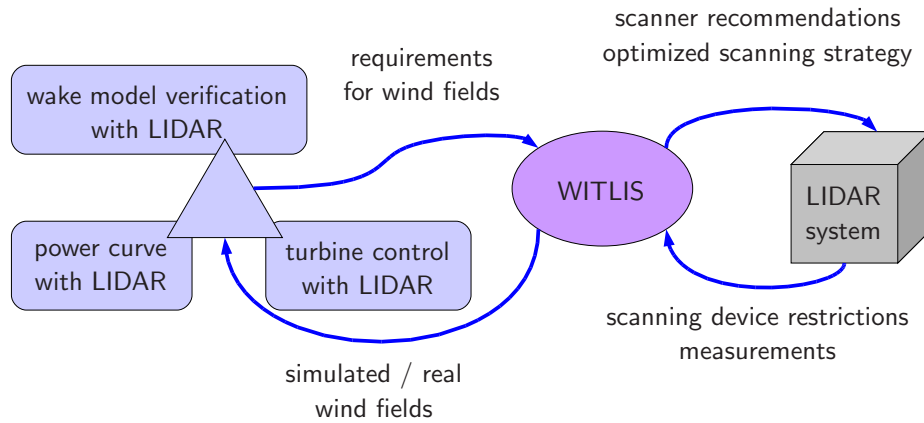 scanner recommendations
optimized scanning strategy
requirements
for wind fields
wake model verification
with LIDAR
WITLIS
LIDAR
system
power curve
with LIDAR
turbine control
with LIDAR
scanning device restrictions
measurements
simulated / real
wind fields